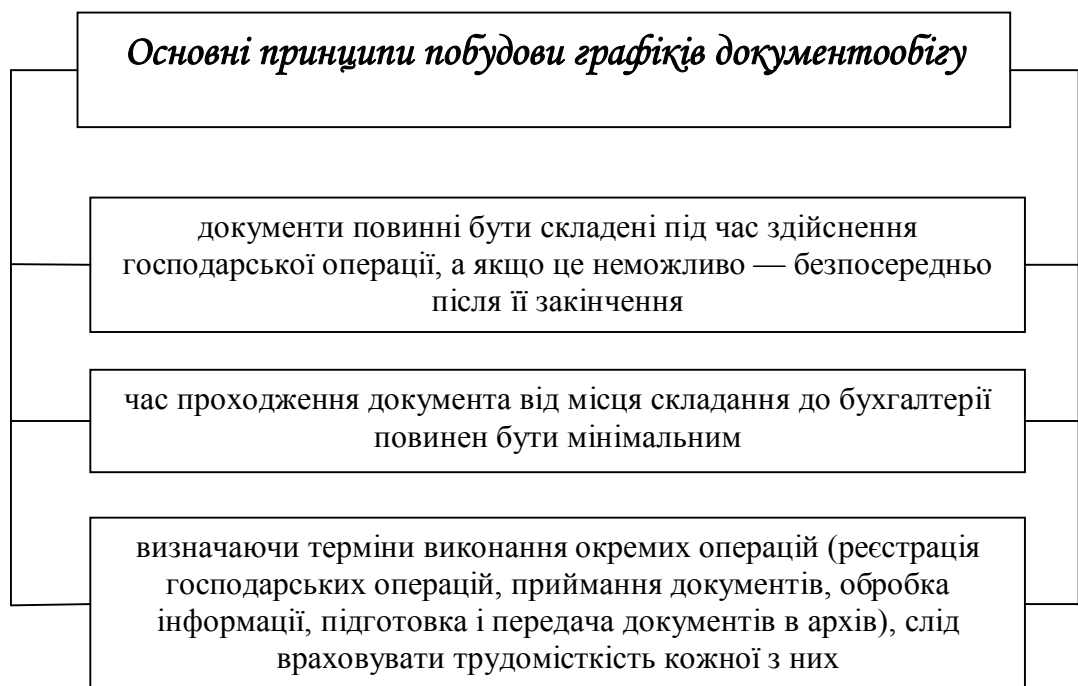 Основні принципи побудови графіків документообігу
документи повинні бути складені під час здійснення
господарської операції, а якщо це неможливо — безпосередньо
після її закінчення
час проходження документа від місця складання до бухгалтерії
повинен бути мінімальним
визначаючи терміни виконання окремих операцій (реєстрація
господарських операцій, приймання документів, обробка
інформації, підготовка і передача документів в архів), слід
враховувати трудомісткість кожної з них